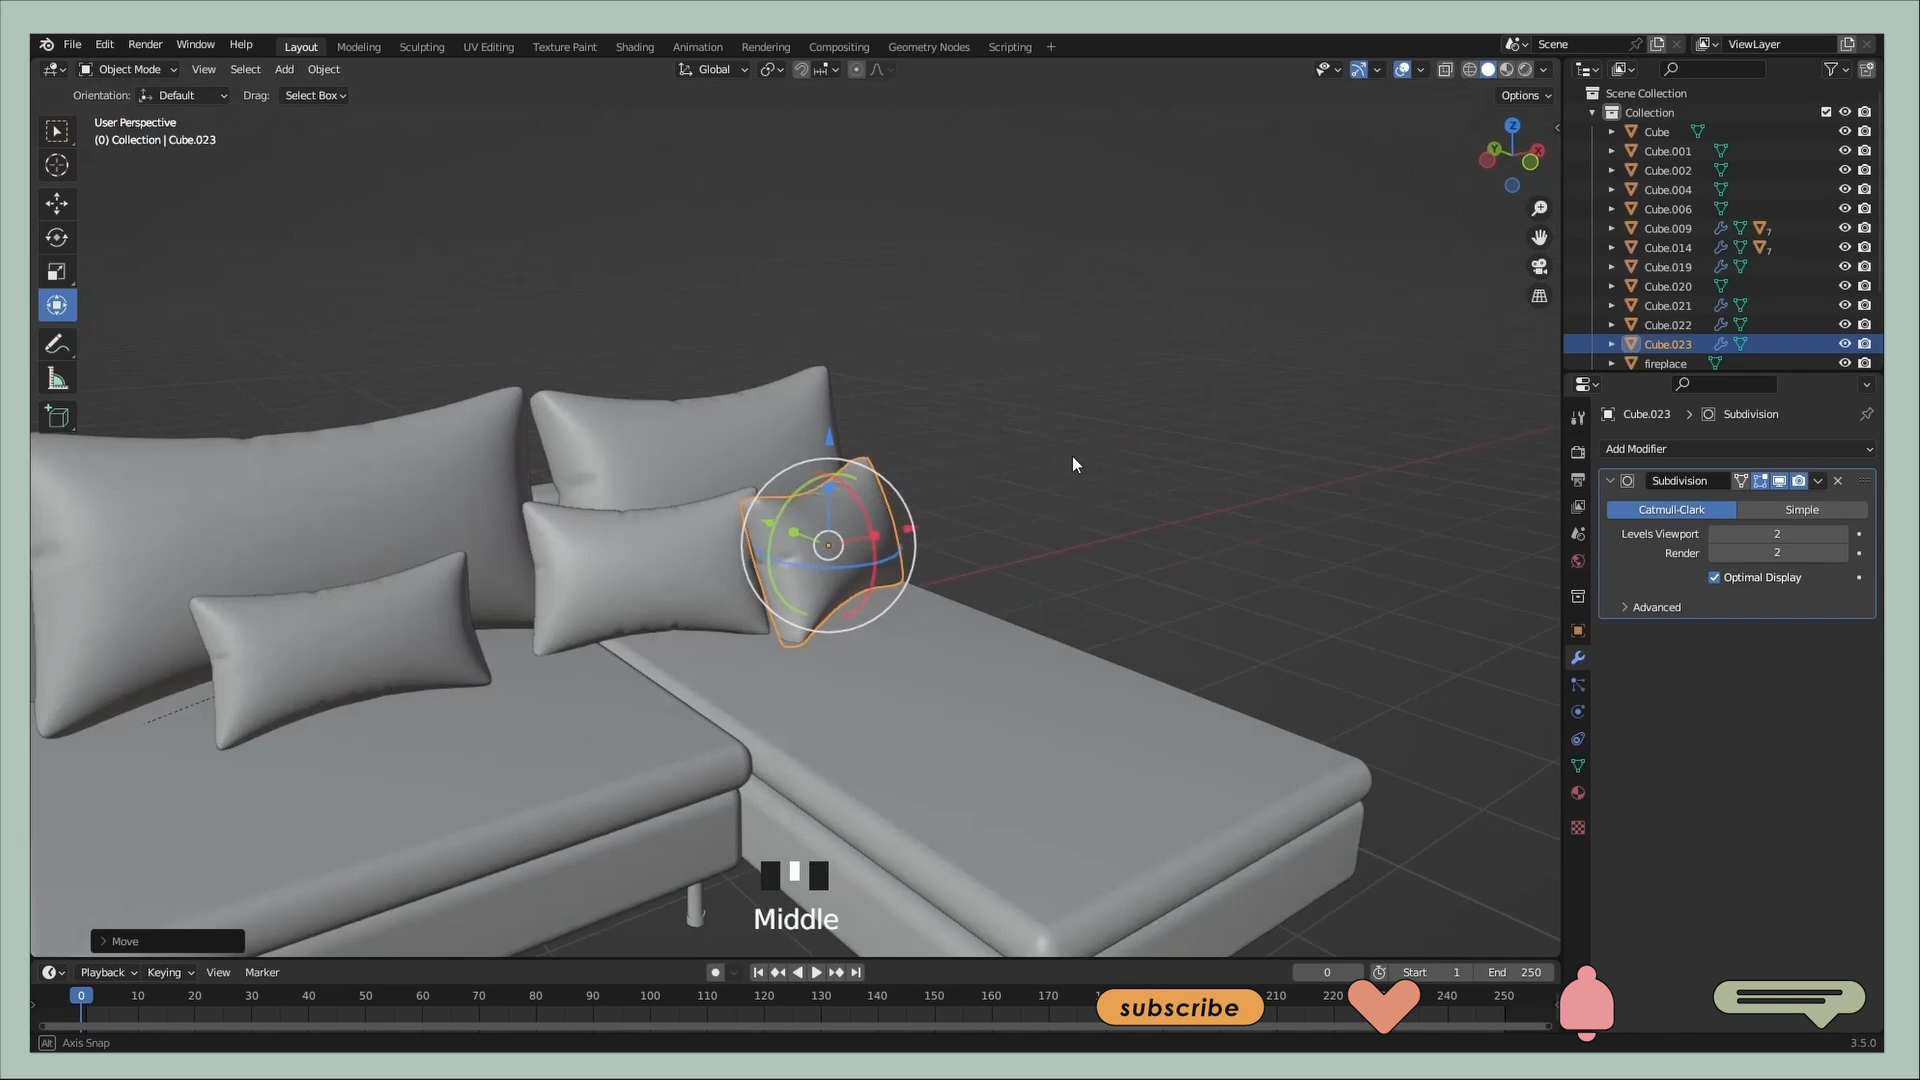 File Edit Render Window Help Layout Modeling Sculpting UV Editing Texture Paint Shading Animation Rendering Compositing Geometry Nodes Scripting + Scene ViewLayer
Object Mode View Select Add Object Global
Orientation: Default Drag: Select Box Options
User Perspective
(0) Collection | Cube.023
Z
Y
X
Scene Collection
Collection
Cube
Cube.001
Cube.002
Cube.004
Cube.006
Cube.009 7
Cube.014 7
Cube.019
Cube.020
Cube.021
Cube.022
Cube.023
fireplace
Cube.023 > Subdivision
Add Modifier
Subdivision
Catmull-Clark Simple
Levels Viewport 2
Render 2
Optimal Display
> Advanced
Middle
> Move
Playback Keying View Marker 0 Start 1 End 250
0 10 20 30 40 50 60 70 80 90 100 110 120 130 140 150 160 170 210 220 240 250
subscribe
Alt Axis Snap 3.5.0